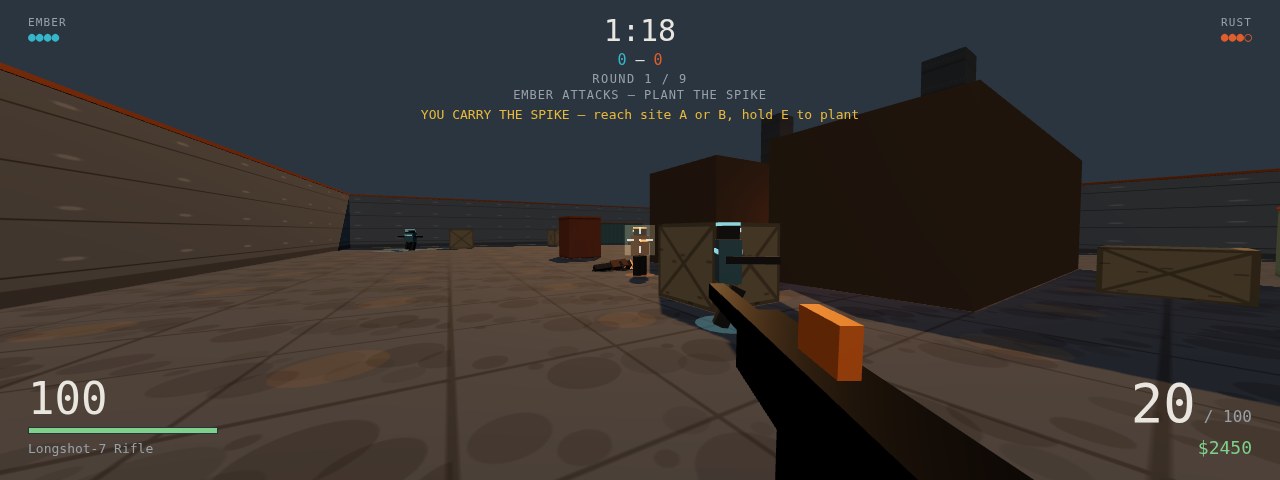 EMBER
1:18
RUST
0 — 0
ROUND 1 / 9
EMBER ATTACKS — PLANT THE SPIKE
YOU CARRY THE SPIKE — reach site A or B, hold E to plant
100
Longshot-7 Rifle
20 / 100
$2450